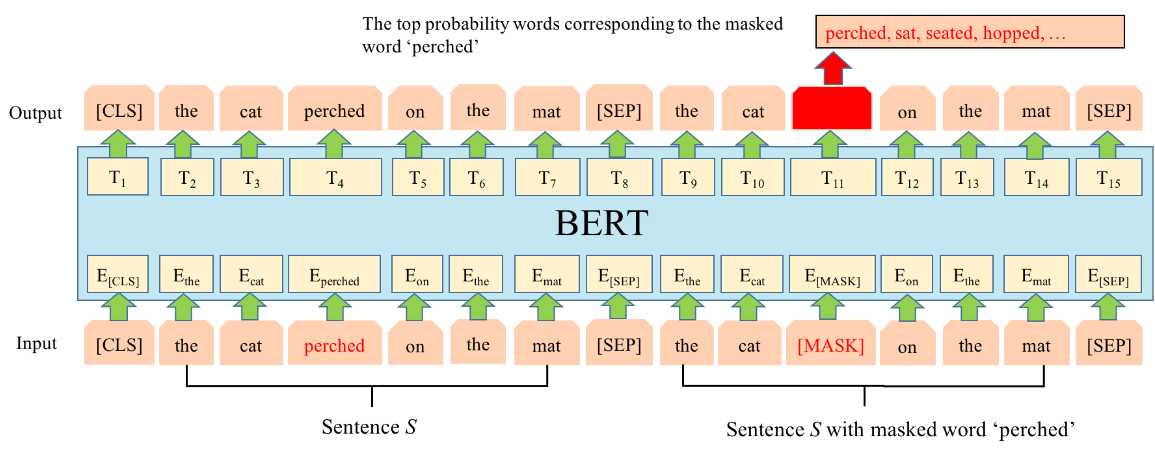 The top probability words corresponding to the masked
word ‘perched’
perched, sat, seated, hopped, …
Output [CLS] the cat perched on the mat [SEP] the cat on the mat [SEP]
T1 T2 T3 T4 T5 T6 T7 T8 T9 T10 T11 T12 T13 T14 T15
BERT
E[CLS] Ethe Ecat Eperched Eon Ethe Emat E[SEP] Ethe Ecat E[MASK] Eon Ethe Emat E[SEP]
Input [CLS] the cat perched on the mat [SEP] the cat [MASK] on the mat [SEP]
Sentence S
Sentence S with masked word ‘perched’